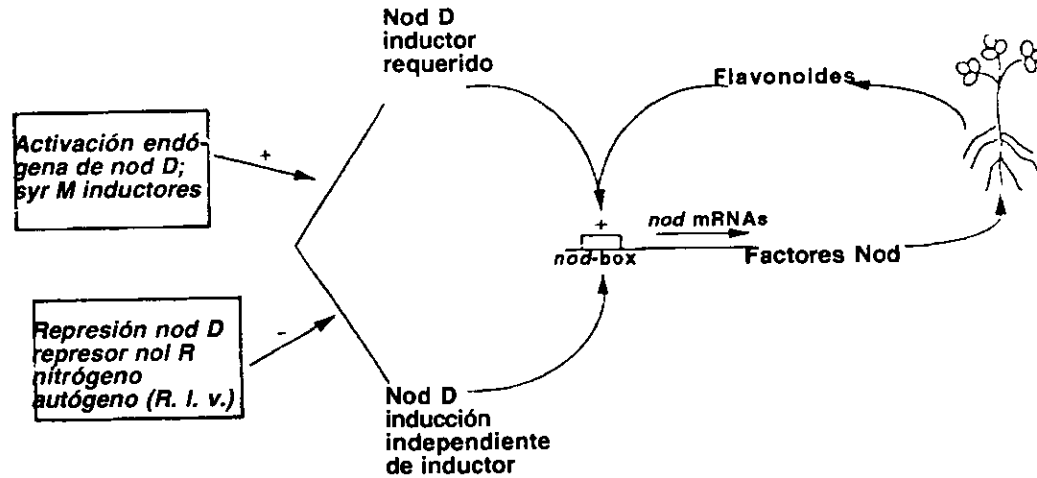 Nod D
inductor
requerido
Flavonoides
Activación endó-
gena de nod D;
syr M inductores
+
+
nod mRNAs
nod-box
Factores Nod
Represión nod D
represor nol R
nitrógeno
autógeno (R. l. v.)
-
Nod D
inducción
independiente
de inductor